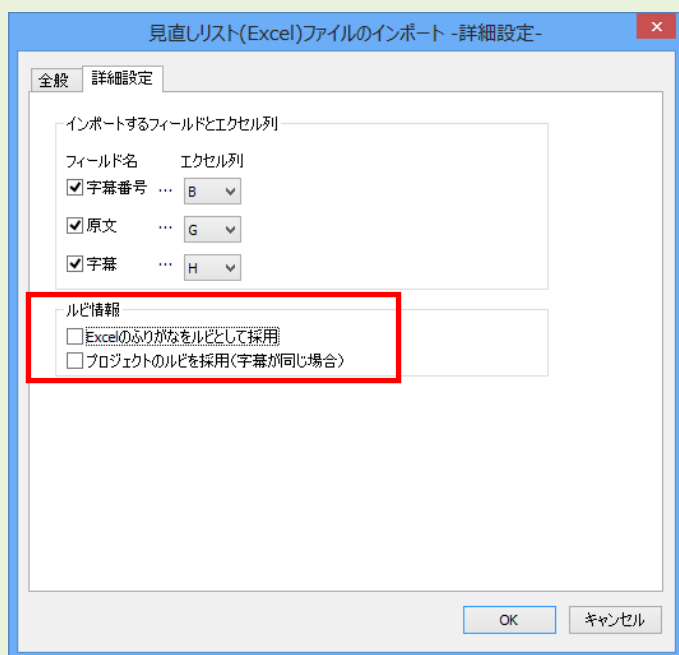 見直しリスト(Excel)ファイルのインポート -詳細設定-
全般 詳細設定
インポートするフィールドとエクセル列
フィールド名 エクセル列
字幕番号 … B
原文 … G
字幕 … H
ルビ情報
Excelのふりがなをルビとして採用
プロジェクトのルビを採用(字幕が同じ場合)
OK キャンセル